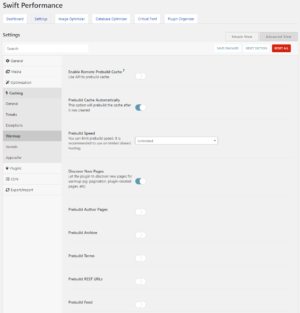 Swift Performance
Dashboard
Settings
Image Optimizer
Database Optimizer
Critical Font
Plugin Organizer
Settings
Simple View
Advanced View
Search
RESET SECTION
RESET ALL
General
Media
Optimization
Caching
General
Tweaks
Exceptions
Warmup
Varnish
Appcache
Plugins
CDN
Export/Import
Enable Remote Prebuild Cache
Use API to prebuild cache
Prebuild Cache Automatically
This option will prebuild the cache after
it was cleared
Prebuild Speed
You can limit prebuild speed. It is
recommended to use on limited shared
hosting.
Unlimited
Discover New Pages
Let the plugin to discover new pages for
warmup (eg: pagination, plugin-created
pages, etc)
Prebuild Author Pages
Prebuild Archive
Prebuild Terms
Prebuild REST URLs
Prebuild Feed